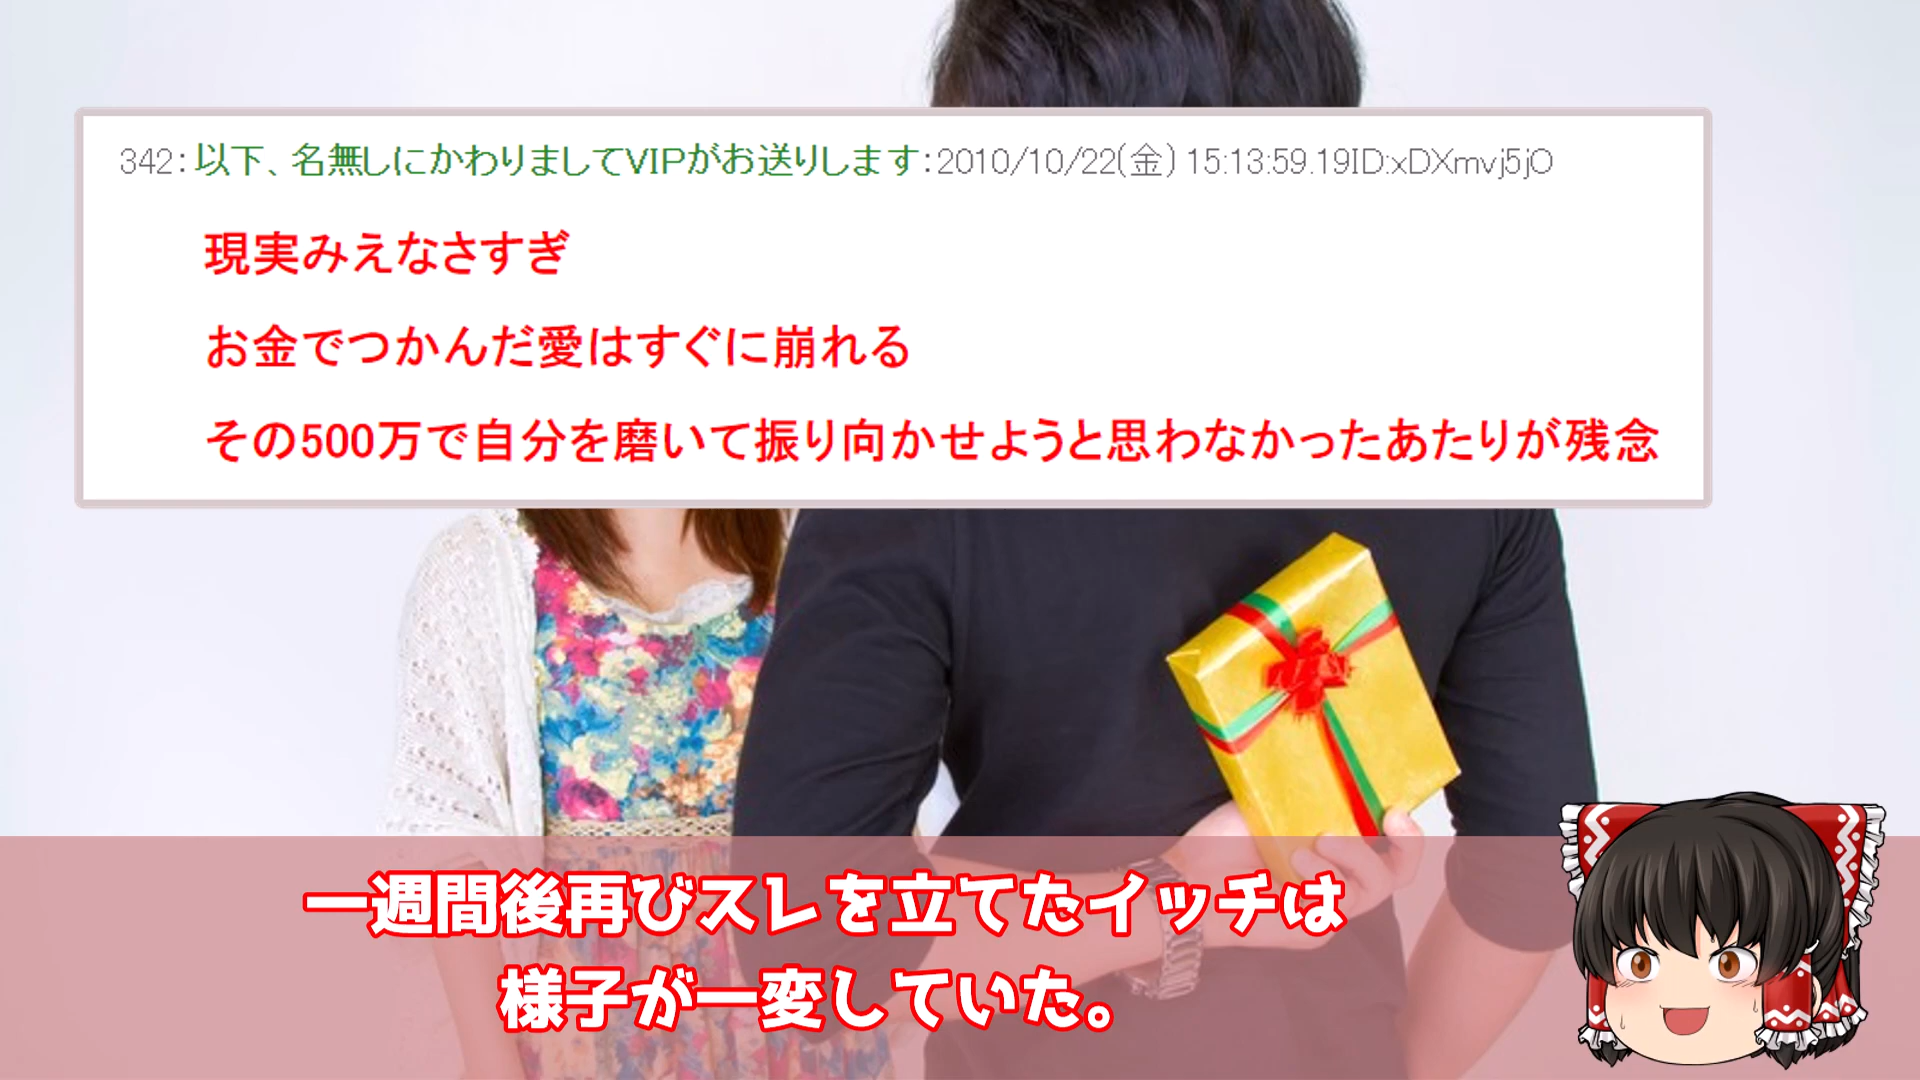 342:以下、名無しにかわりましてVIPがお送りします:2010/10/22(金) 15:13:59.19ID:xDXmvj5jO
現実みえなさすぎ
お金でつかんだ愛はすぐに崩れる
その500万で自分を磨いて振り向かせようと思わなかったあたりが残念
一週間後再びスレを立てたイッチは
様子が一変していた。